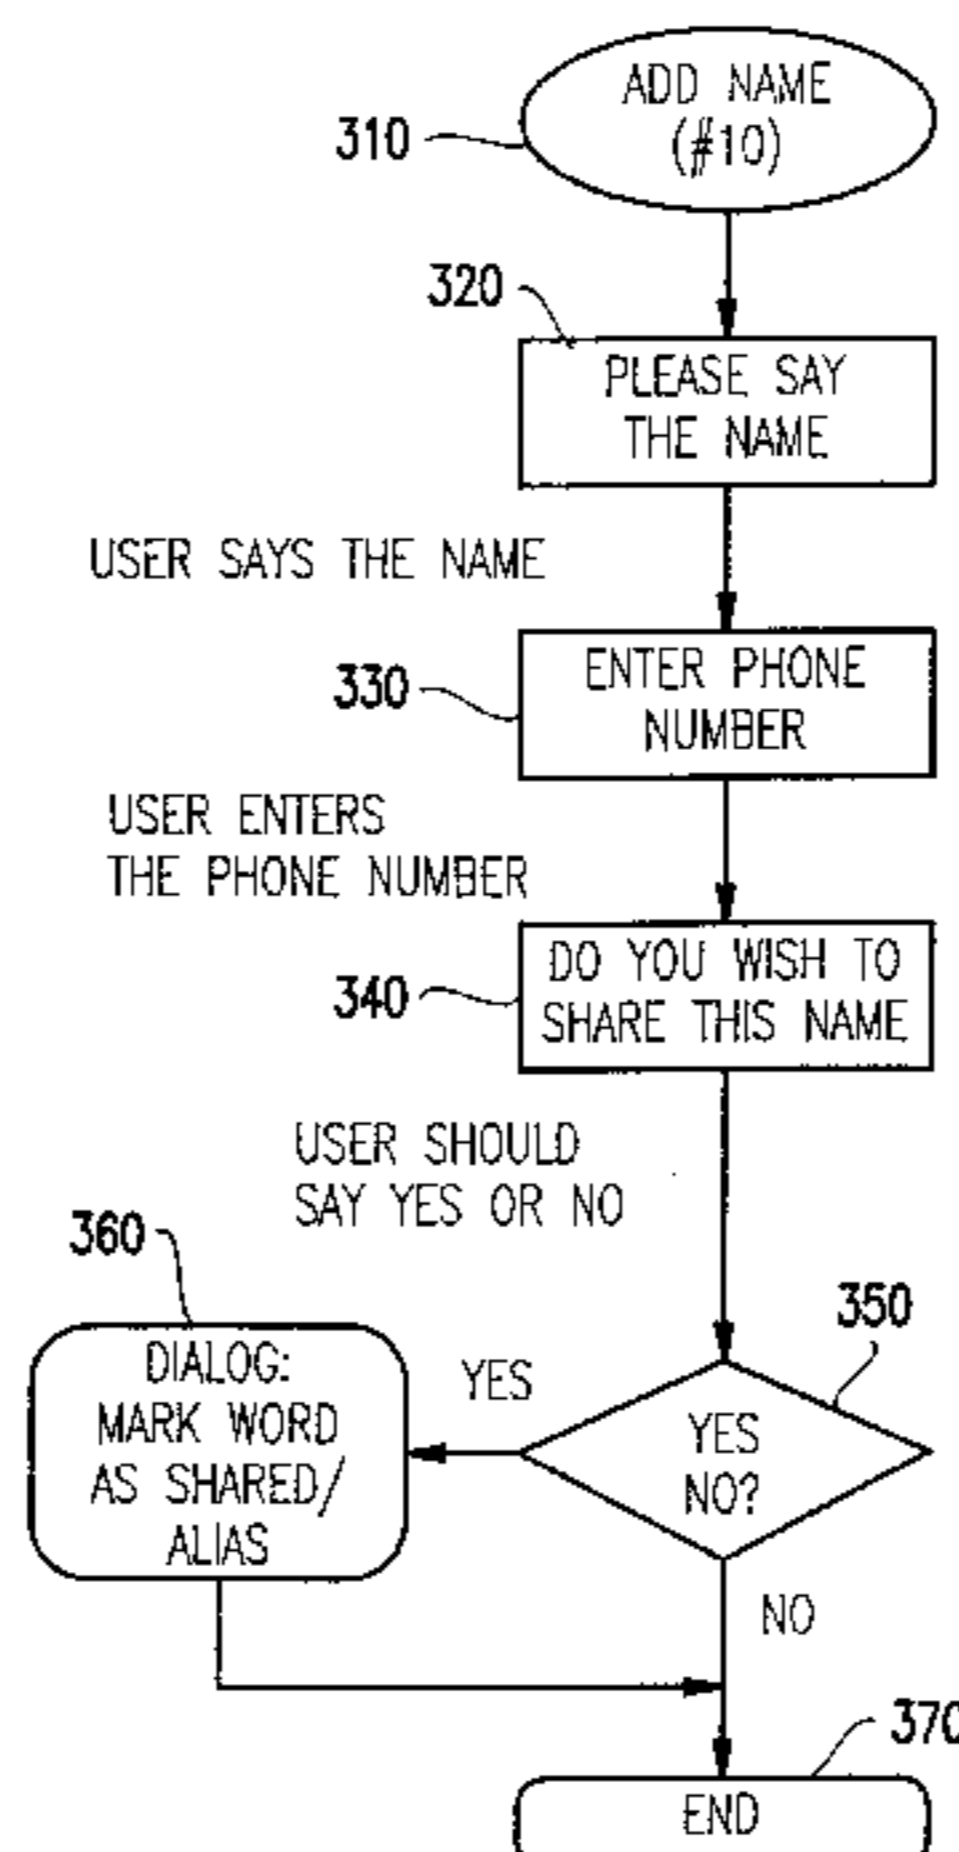 ADD NAME
(#10)
310
320
PLEASE SAY
THE NAME
USER SAYS THE NAME
330
ENTER PHONE
NUMBER
USER ENTERS
THE PHONE NUMBER
340
DO YOU WISH TO
SHARE THIS NAME
USER SHOULD
SAY YES OR NO
360
350
DIALOG:
MARK WORD
AS SHARED/
ALIAS
YES
YES
NO?
NO
370
END